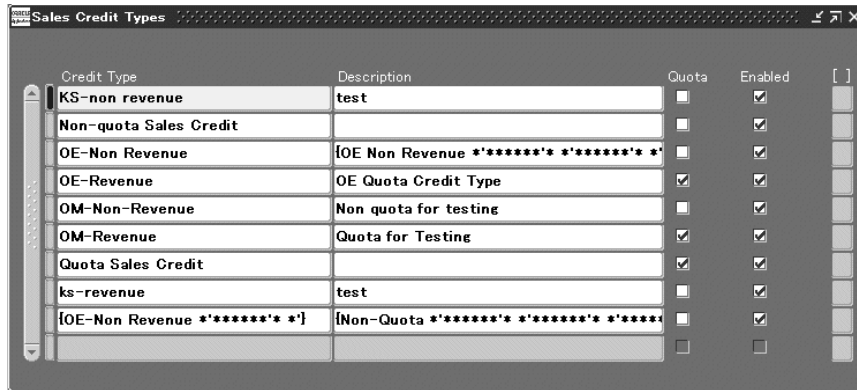 Sales Credit Types
Credit Type Description Quota Enabled [ ]
KS-non revenue test
Non-quota Sales Credit
OE-Non Revenue {OE Non Revenue *'******'* *'******'* *'
OE-Revenue OE Quota Credit Type
OM-Non-Revenue Non quota for testing
OM-Revenue Quota for Testing
Quota Sales Credit
ks-revenue test
{OE-Non Revenue *'******'* *'} {Non-Quota *'******'* *'******'* *'*****